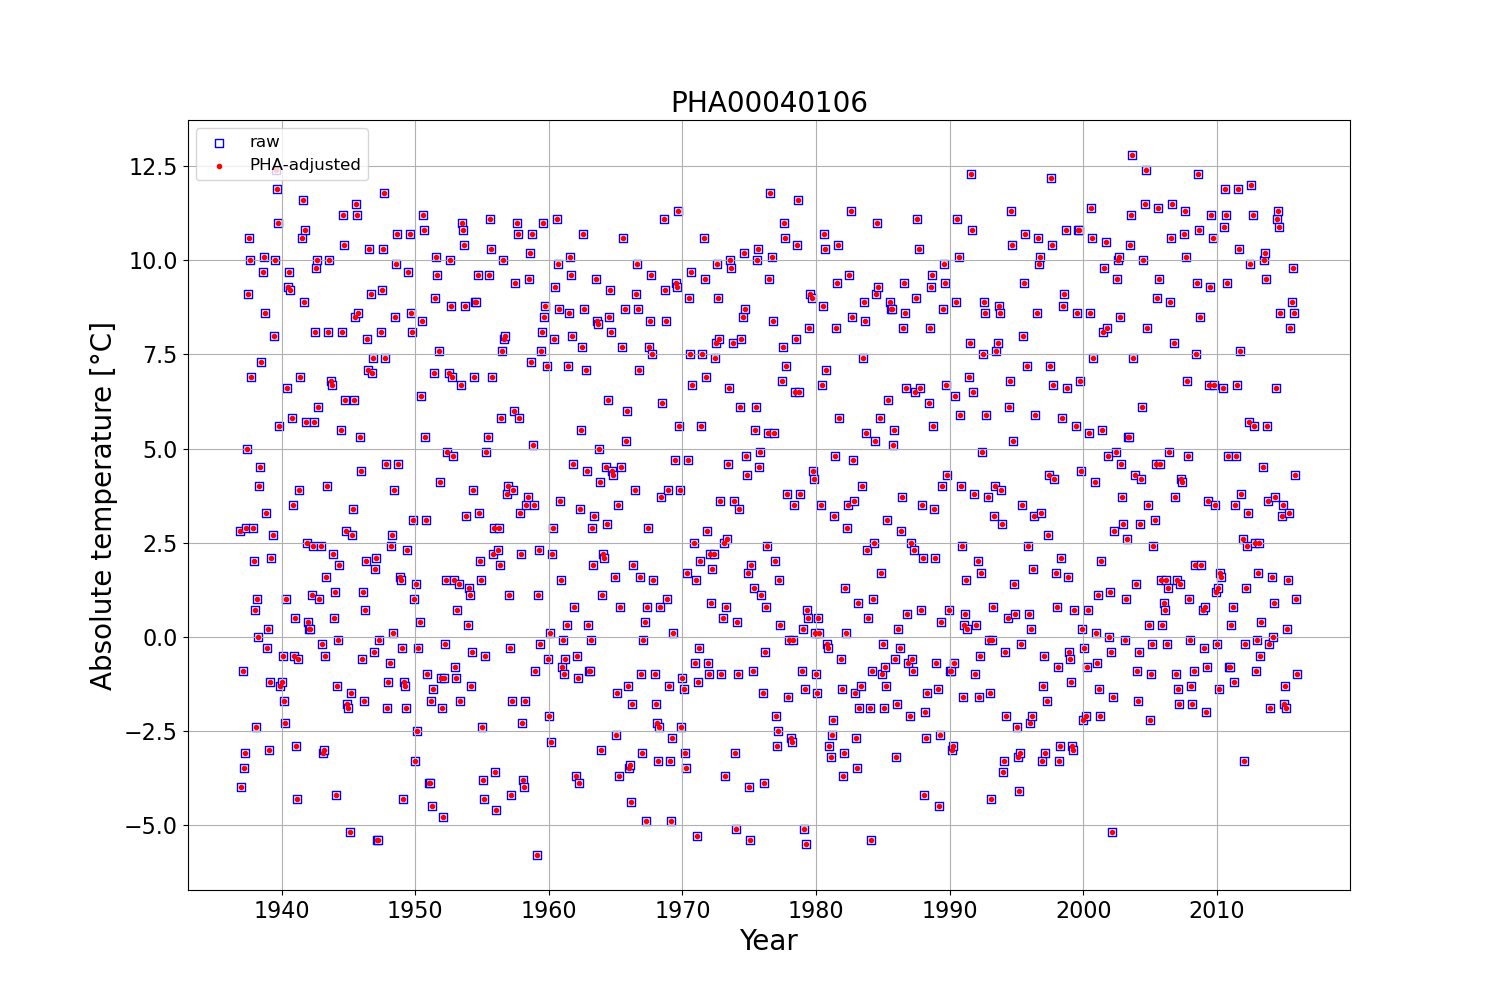 PHA00040106
raw
PHA-adjusted
12.5
10.0
7.5
5.0
2.5
0.0
−2.5
−5.0
Absolute temperature [°C]
1940 1950 1960 1970 1980 1990 2000 2010
Year